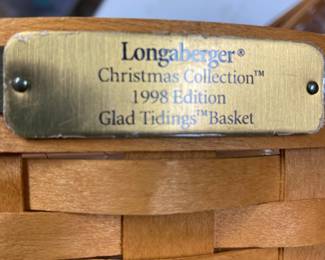 Longaberger®
Christmas Collection™
1998 Edition
Glad Tidings™ Basket